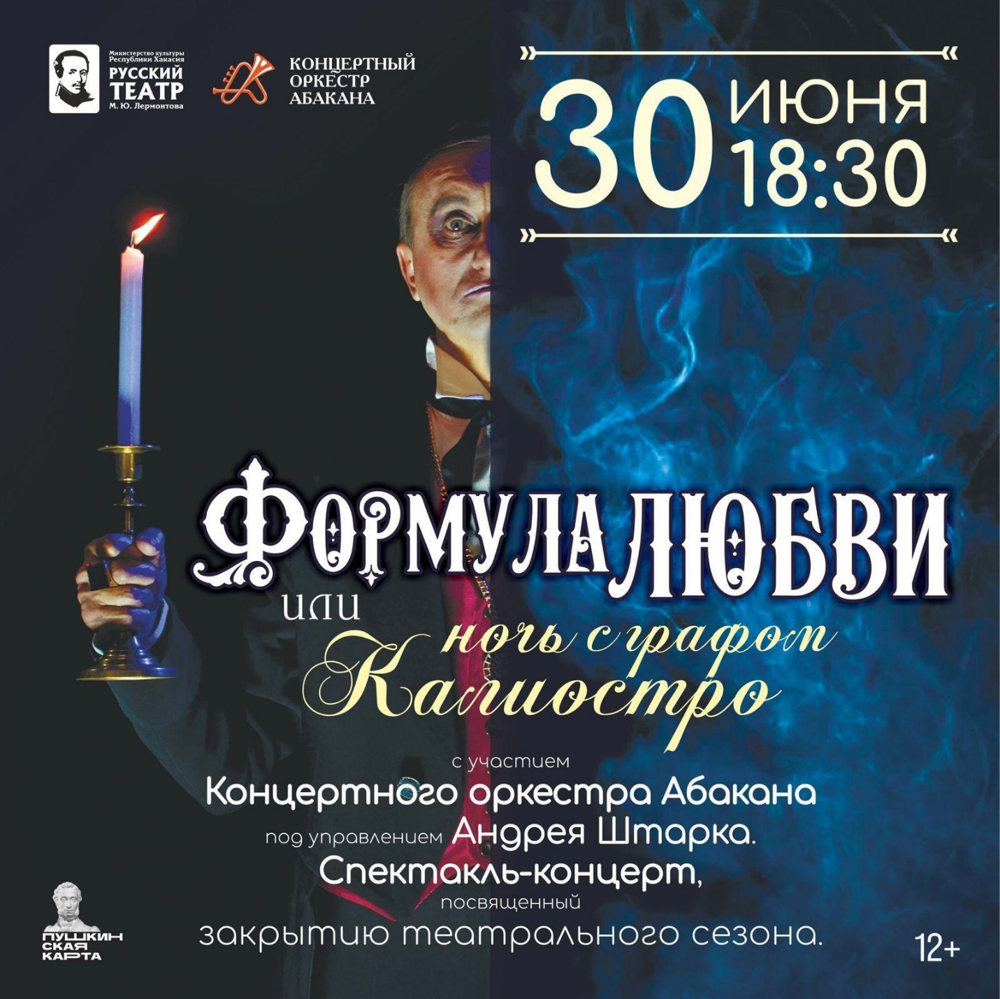 Министерство культуры
Республики Хакасия
РУССКИЙ
ТЕАТР
М. Ю. Лермонтова
КОНЦЕРТНЫЙ
ОРКЕСТР
АБАКАНА
30 ИЮНЯ
18:30
ФОРМУЛА ЛЮБВИ
или
ночь с графом
Калиостро
с участием
Концертного оркестра Абакана
под управлением Андрея Штарка.
Спектакль-концерт,
посвященный
закрытию театрального сезона.
ПУШКИН
СКАЯ
КАРТА
12+